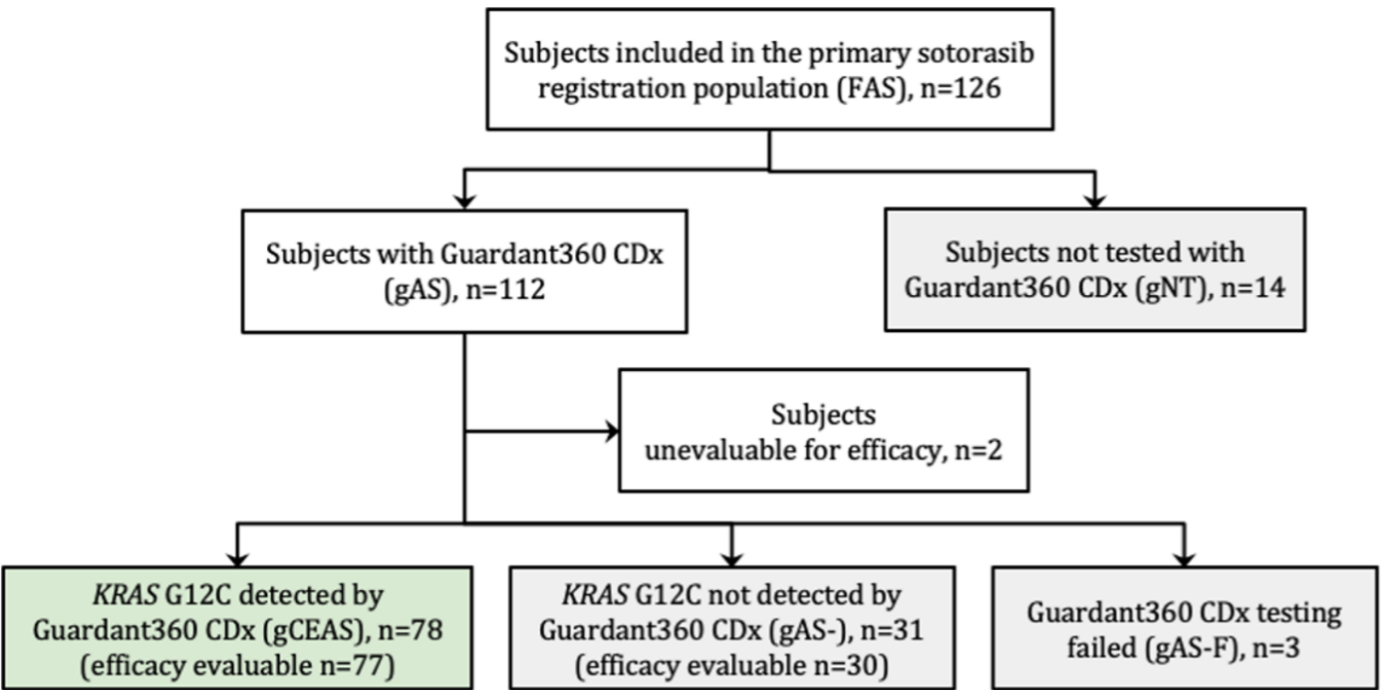 Subjects included in the primary sotorasib
registration population (FAS), n=126
Subjects with Guardant360 CDx
(gAS), n=112
Subjects not tested with
Guardant360 CDx (gNT), n=14
Subjects
unevaluable for efficacy, n=2
KRAS G12C detected by
Guardant360 CDx (gCEAS), n=78
(efficacy evaluable n=77)
KRAS G12C not detected by
Guardant360 CDx (gAS-), n=31
(efficacy evaluable n=30)
Guardant360 CDx testing
failed (gAS-F), n=3